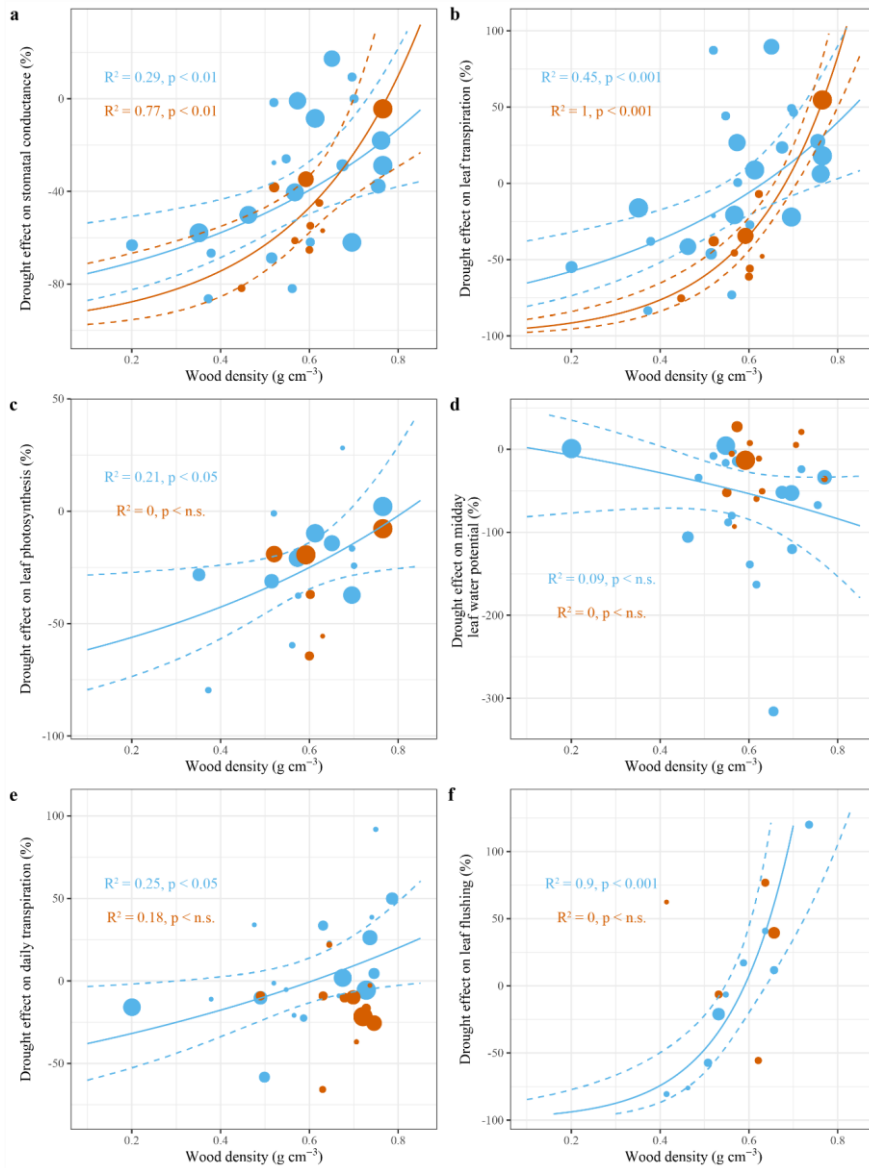 a
Drought effect on stomatal conductance (%)
0
-40
-80
R² = 0.29, p < 0.01
R² = 0.77, p < 0.01
0.2 0.4 0.6 0.8
Wood density (g cm⁻³)
b
Drought effect on leaf transpiration (%)
100
50
0
-50
-100
R² = 0.45, p < 0.001
R² = 1, p < 0.001
0.2 0.4 0.6 0.8
Wood density (g cm⁻³)
c
Drought effect on leaf photosynthesis (%)
50
25
0
-25
-50
-100
R² = 0.21, p < 0.05
R² = 0, p < n.s.
0.2 0.4 0.6 0.8
Wood density (g cm⁻³)
d
Drought effect on midday
leaf water potential (%)
0
-100
-200
-300
R² = 0.09, p < n.s.
R² = 0, p < n.s.
0.2 0.4 0.6 0.8
Wood density (g cm⁻³)
e
Drought effect on daily transpiration (%)
100
50
0
-50
R² = 0.25, p < 0.05
R² = 0.18, p < n.s.
0.2 0.4 0.6 0.8
Wood density (g cm⁻³)
f
Drought effect on leaf flushing (%)
100
50
0
-50
-100
R² = 0.9, p < 0.001
R² = 0, p < n.s.
0.2 0.4 0.6 0.8
Wood density (g cm⁻³)